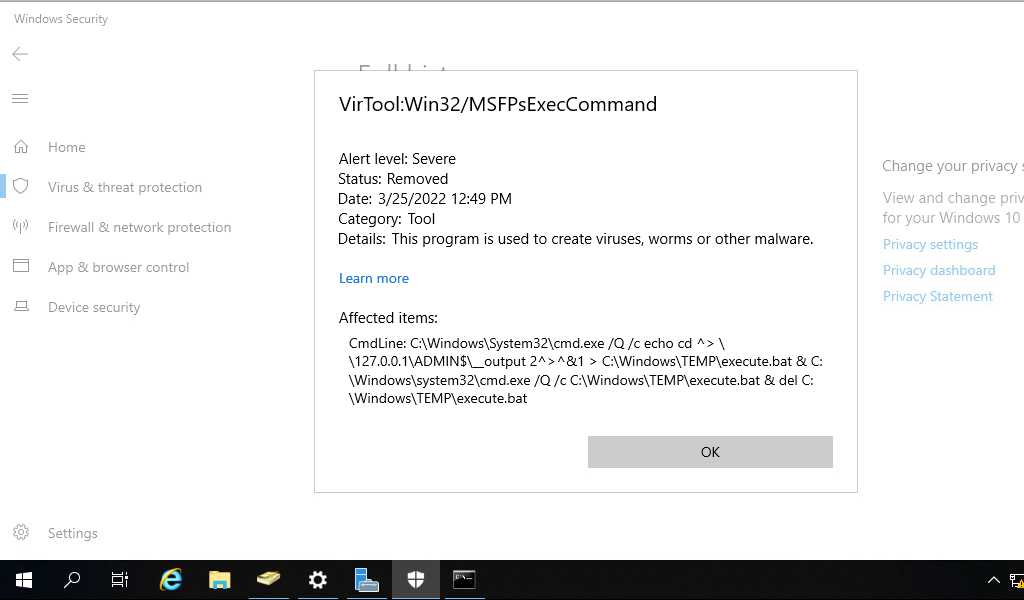 Windows Security
Full history
VirTool:Win32/MSFPsExecCommand
Alert level: Severe
Status: Removed
Date: 3/25/2022 12:49 PM
Category: Tool
Details: This program is used to create viruses, worms or other malware.
Learn more
Affected items:
CmdLine: C:\Windows\System32\cmd.exe /Q /c echo cd ^> \
\127.0.0.1\ADMIN$\__output 2^>^&1 > C:\Windows\TEMP\execute.bat & C:
\Windows\system32\cmd.exe /Q /c C:\Windows\TEMP\execute.bat & del C:
\Windows\TEMP\execute.bat
OK
Home
Virus & threat protection
Firewall & network protection
App & browser control
Device security
Settings
Change your privacy s
View and change priv
for your Windows 10
Privacy settings
Privacy dashboard
Privacy Statement